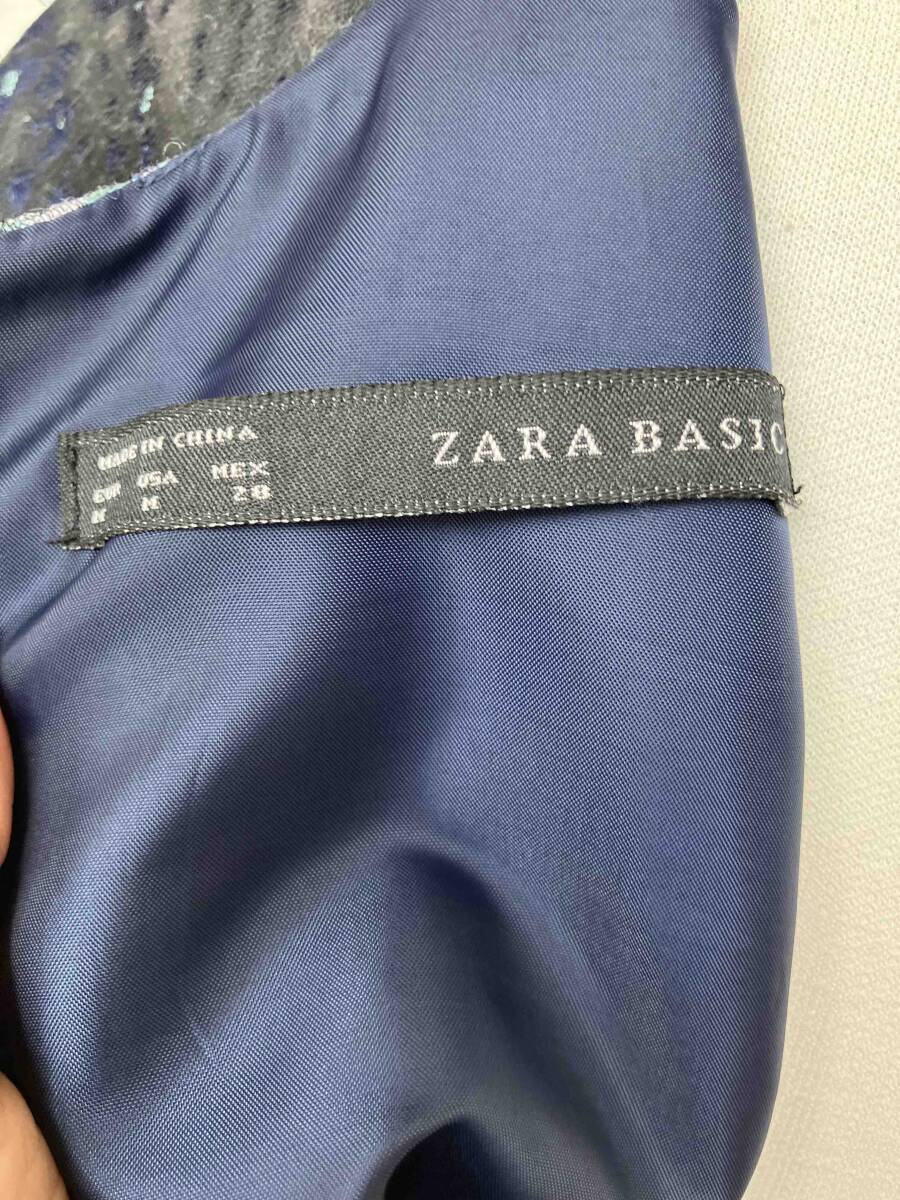 MADE IN CHINA
EUR USA MEX
M M 28
ZARA BASIC